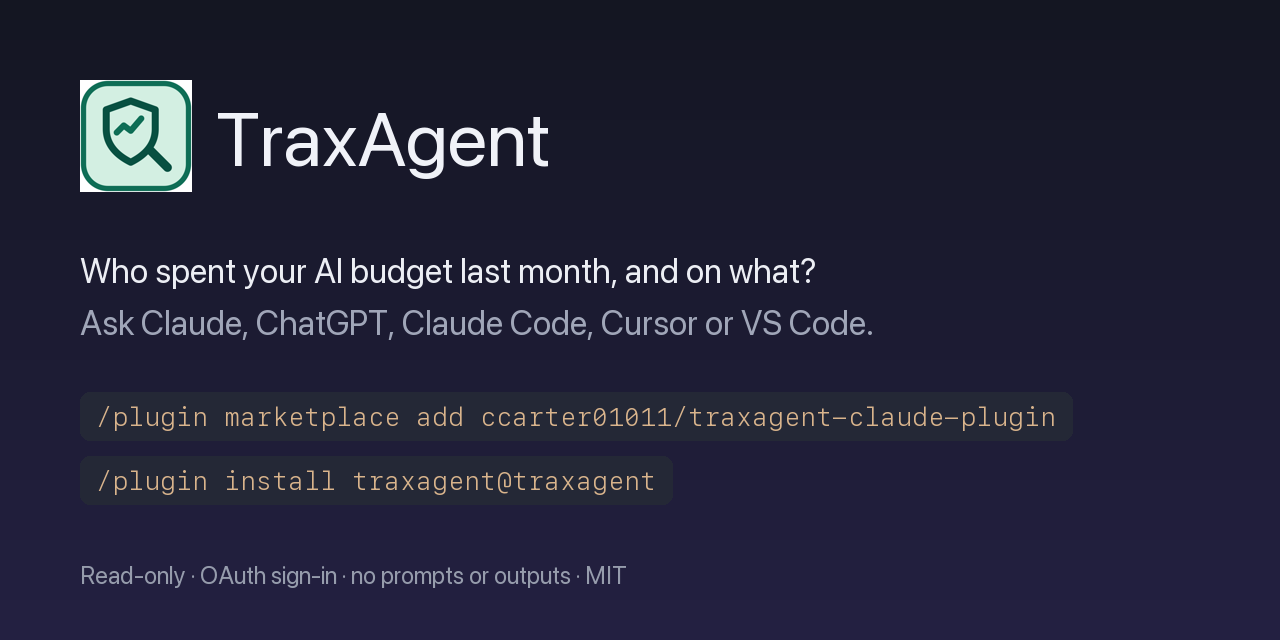 TraxAgent
Who spent your AI budget last month, and on what?
Ask Claude, ChatGPT, Claude Code, Cursor or VS Code.
/plugin marketplace add ccarter01011/traxagent-claude-plugin
/plugin install traxagent@traxagent
Read-only · OAuth sign-in · no prompts or outputs · MIT